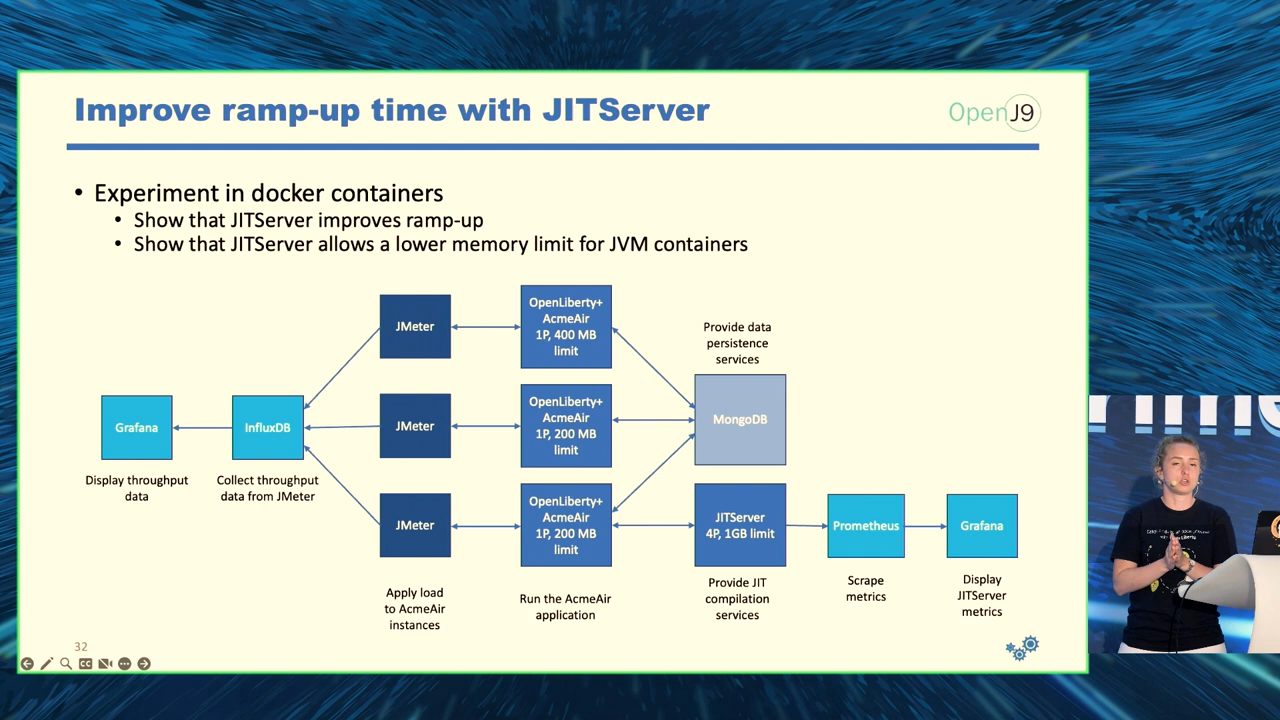 Improve ramp-up time with JITServer
OpenJ9
• Experiment in docker containers
• Show that JITServer improves ramp-up
• Show that JITServer allows a lower memory limit for JVM containers
JMeter
OpenLiberty+
AcmeAir
1P, 400 MB
limit
Provide data
persistence
services
Grafana
InfluxDB
JMeter
OpenLiberty+
AcmeAir
1P, 200 MB
limit
MongoDB
Display throughput
data
Collect throughput
data from JMeter
JMeter
OpenLiberty+
AcmeAir
1P, 200 MB
limit
JITServer
4P, 1GB limit
Prometheus
Grafana
Apply load
to AcmeAir
instances
Run the AcmeAir
application
Provide JIT
compilation
services
Scrape
metrics
Display
JITServer
metrics
32
CC